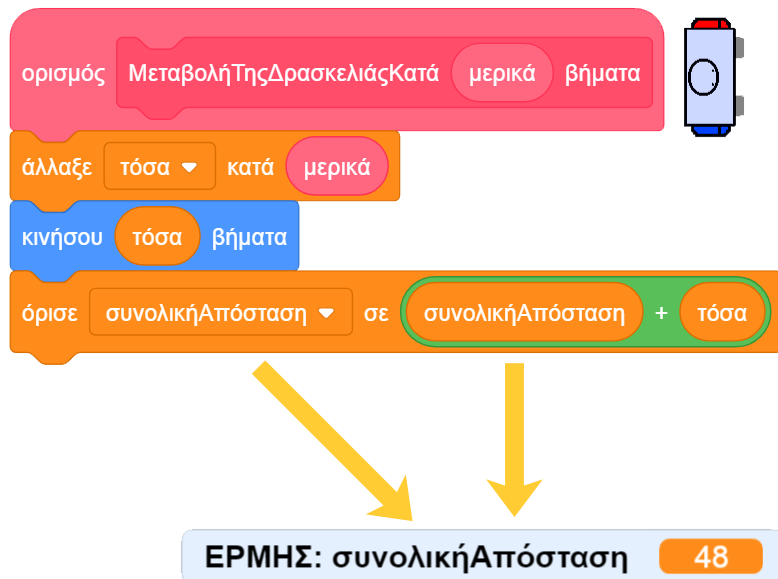 ορισμός ΜεταβολήΤηςΔρασκελιάςΚατά μερικά βήματα
άλλαξε τόσα κατά μερικά
κινήσου τόσα βήματα
όρισε συνολικήΑπόσταση σε συνολικήΑπόσταση + τόσα
ΕΡΜΗΣ: συνολικήΑπόσταση 48